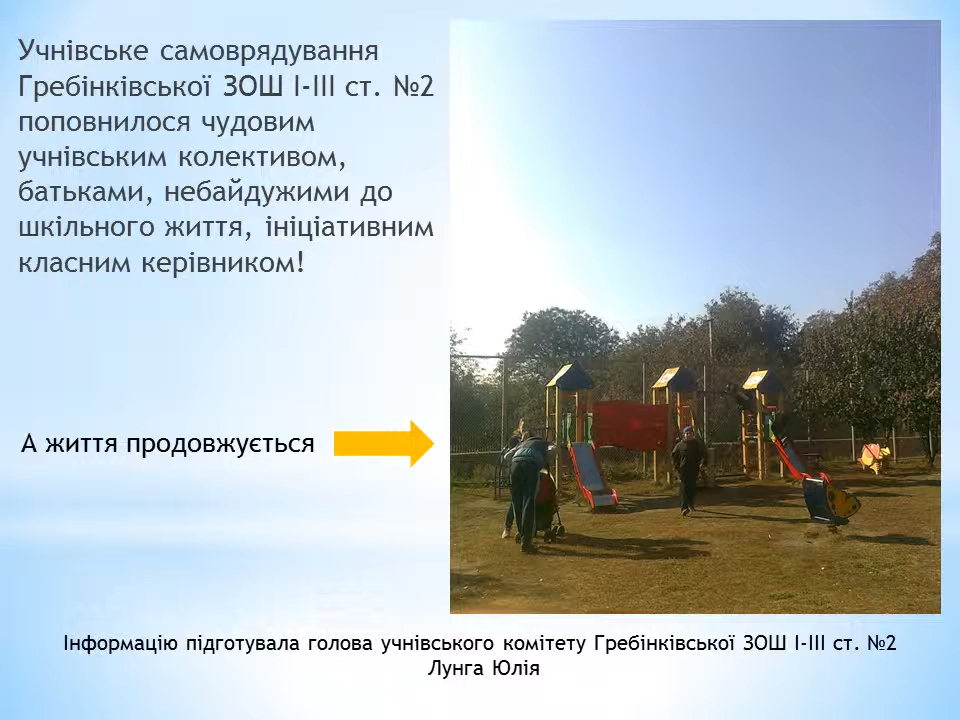 Учнівське самоврядування
Гребінківської ЗОШ І-ІІІ ст. №2
поповнилося чудовим
учнівським колективом,
батьками, небайдужими до
шкільного життя, ініціативним
класним керівником!
А життя продовжується
Інформацію підготувала голова учнівського комітету Гребінківської ЗОШ І-ІІІ ст. №2
Лунга Юлія